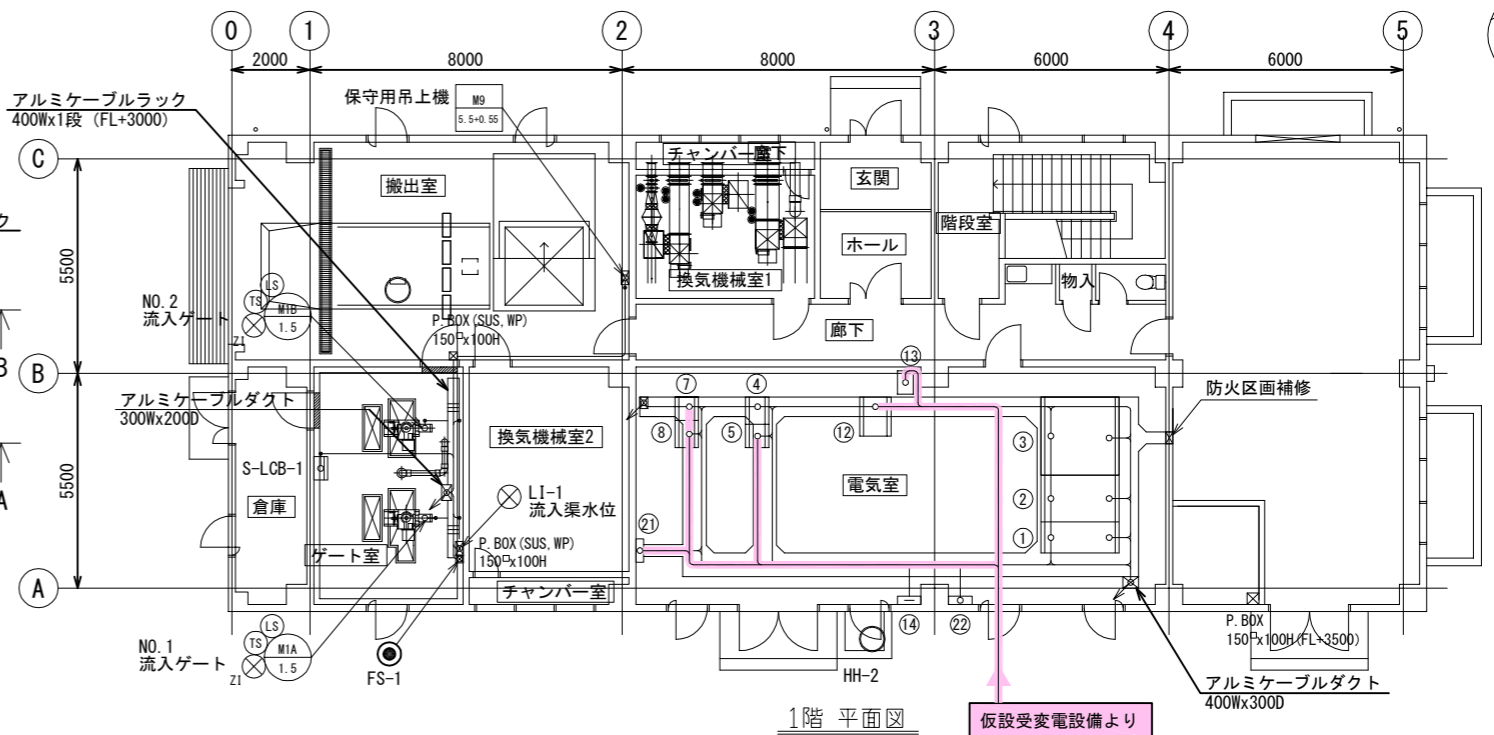 0
1
2
3
4
5
2000
8000
8000
6000
6000
アルミケーブルラック
400Wx1段 (FL+3000)
保守用吊上機
M9
5.5+0.55
C
チャンバー室
廊下
搬出室
玄関
ク
階段室
ホール
5500
換気機械室1
物入
LS
TS
NO.2
流入ゲート
M1B
1.5
ZI
P.BOX(SUS,WP)
150□x100H
廊下
B
B
⑬
アルミケーブルダクト
300Wx200D
⑦
④
防火区画補修
⑧
⑤
⑫
③
換気機械室2
A
5500
S-LCB-1
倉庫
電気室
LI-1
流入渠水位
②
①
㉑
P.BOX(SUS,WP)
150□x100H
ゲート室
A
チャンバー室
⑭
㉒
P.BOX
150□x100H(FL+3500)
LS
TS
NO.1
流入ゲート
M1A
1.5
ZI
FS-1
HH-2
アルミケーブルダクト
400Wx300D
1階 平面図
仮設受変電設備より